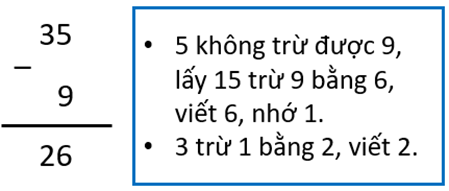 35
–
9
26
• 5 không trừ được 9,
lấy 15 trừ 9 bằng 6,
viết 6, nhớ 1.
• 3 trừ 1 bằng 2, viết 2.